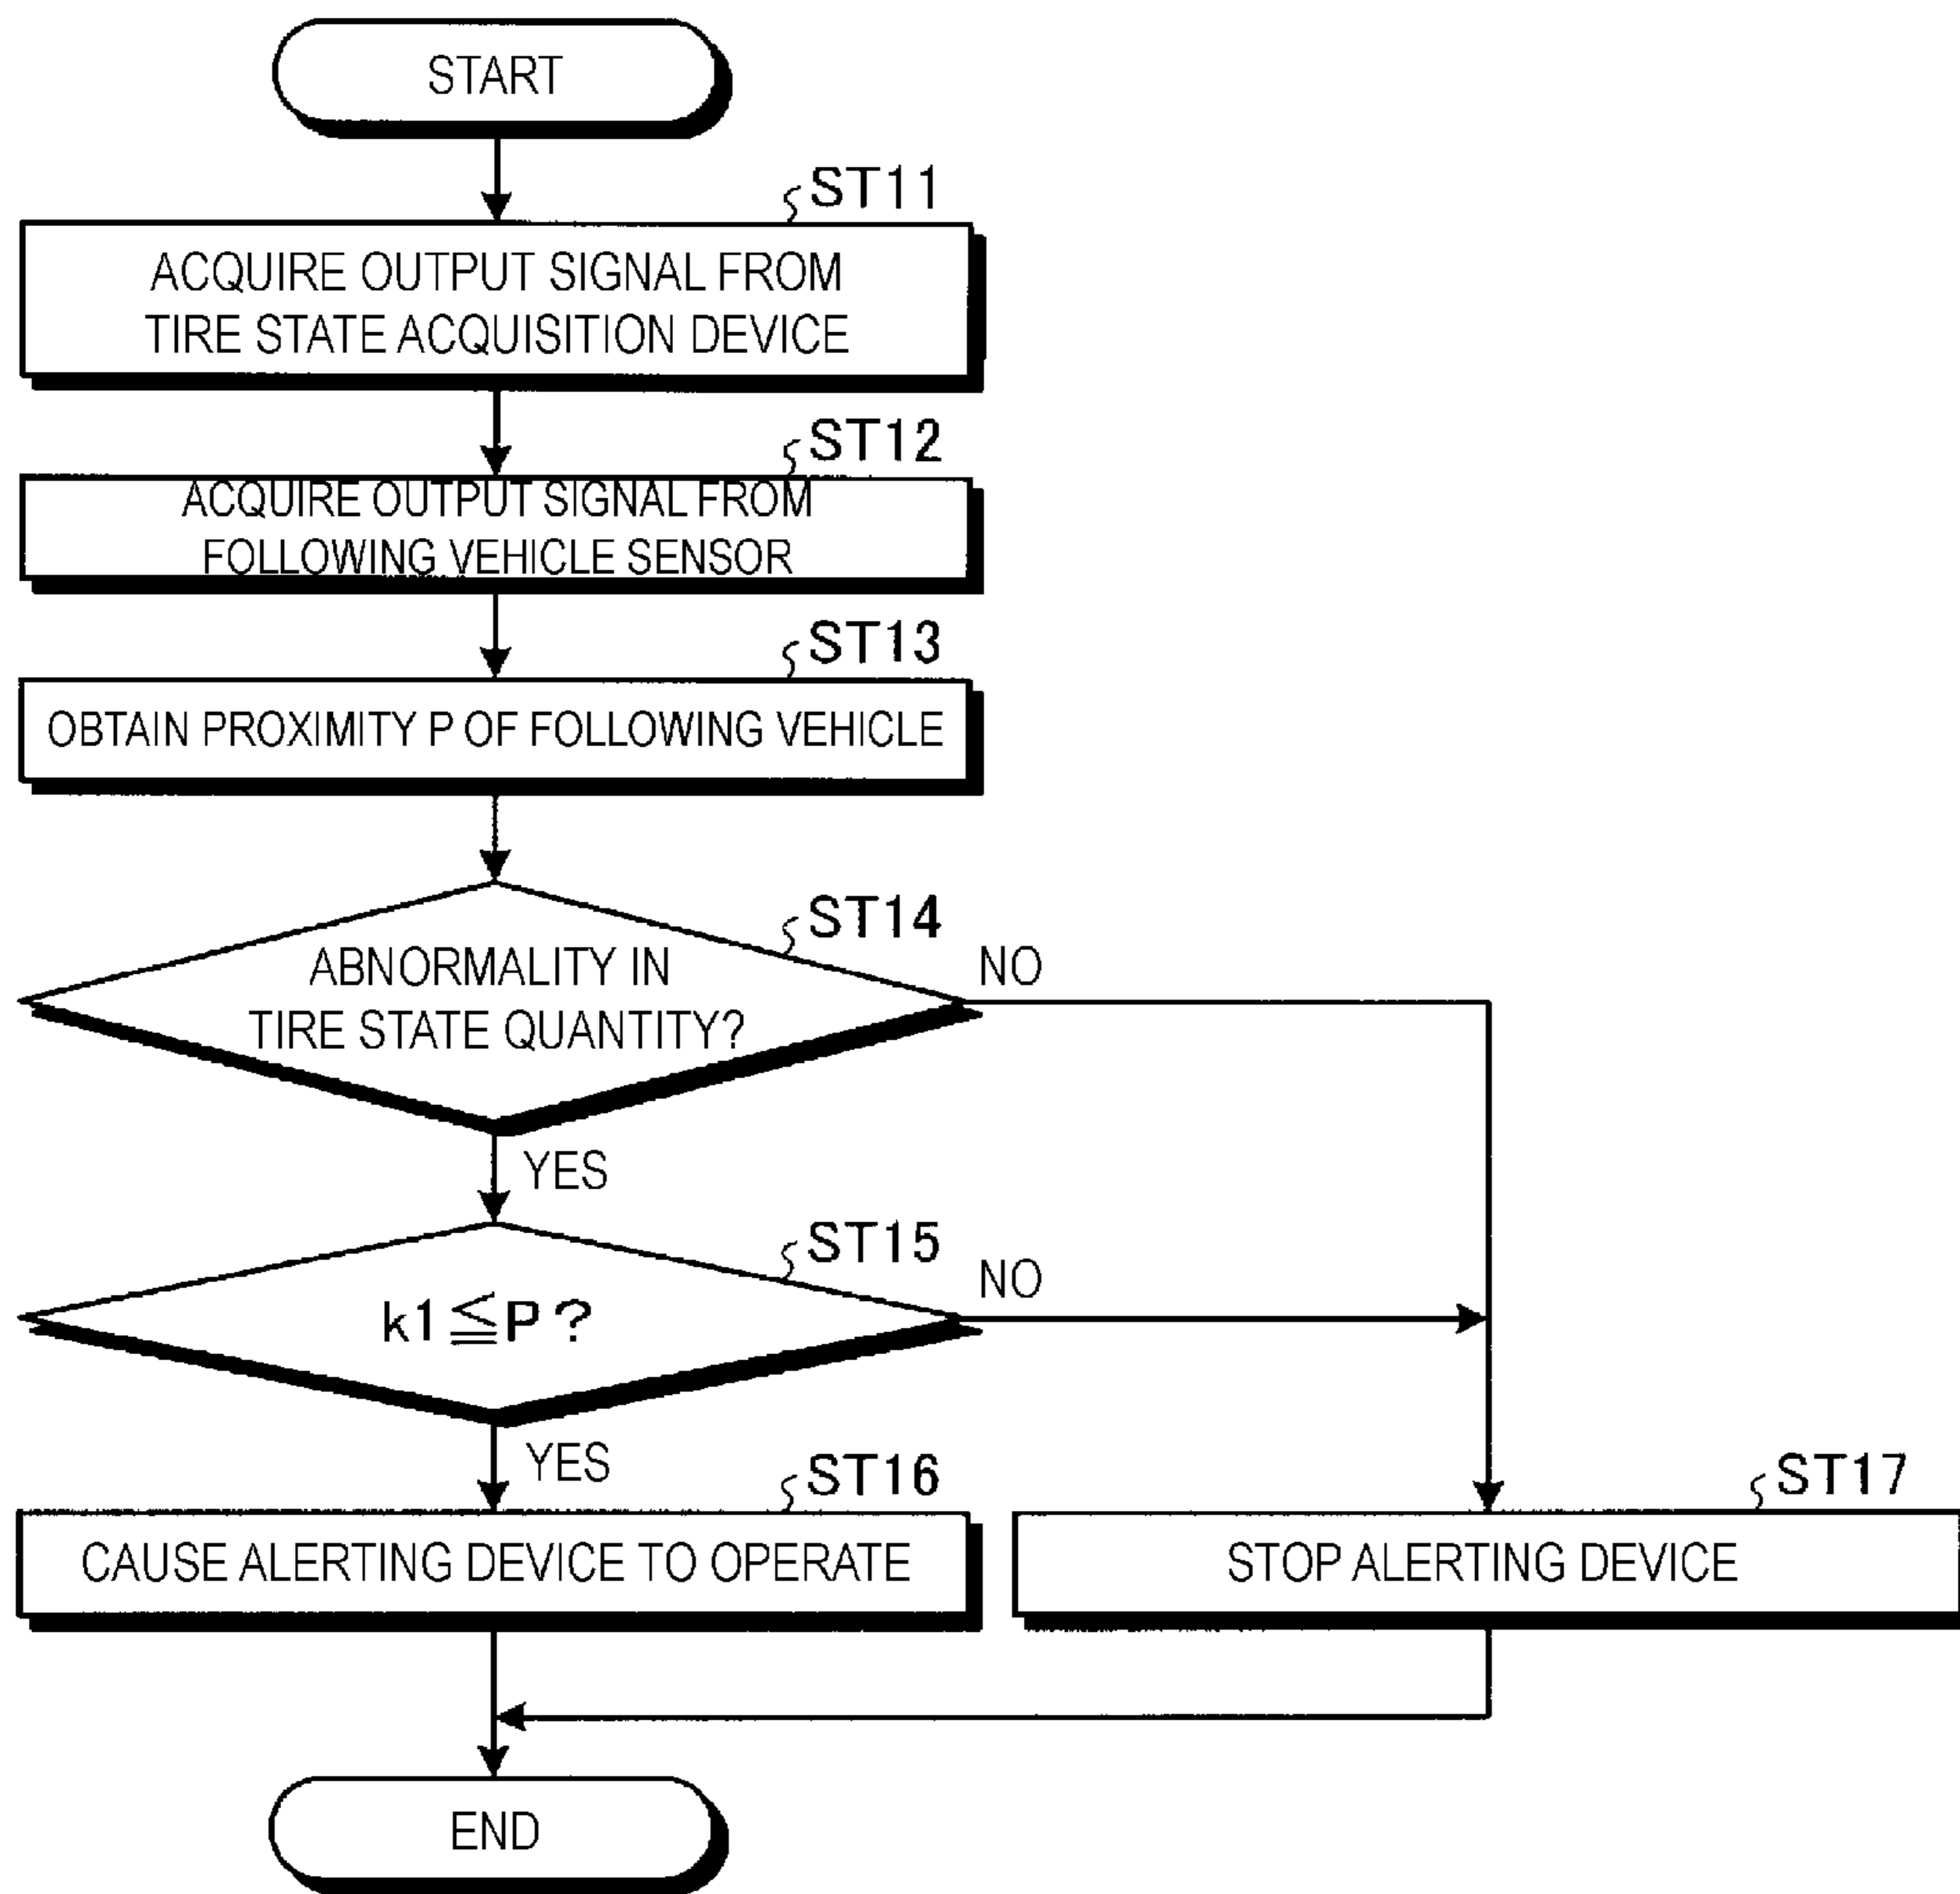 START
ST11
ACQUIRE OUTPUT SIGNAL FROM
TIRE STATE ACQUISITION DEVICE
ST12
ACQUIRE OUTPUT SIGNAL FROM
FOLLOWING VEHICLE SENSOR
ST13
OBTAIN PROXIMITY P OF FOLLOWING VEHICLE
ST14
ABNORMALITY IN
TIRE STATE QUANTITY?
NO
YES
ST15
k1≦P?
NO
YES
ST16
CAUSE ALERTING DEVICE TO OPERATE
ST17
STOP ALERTING DEVICE
END